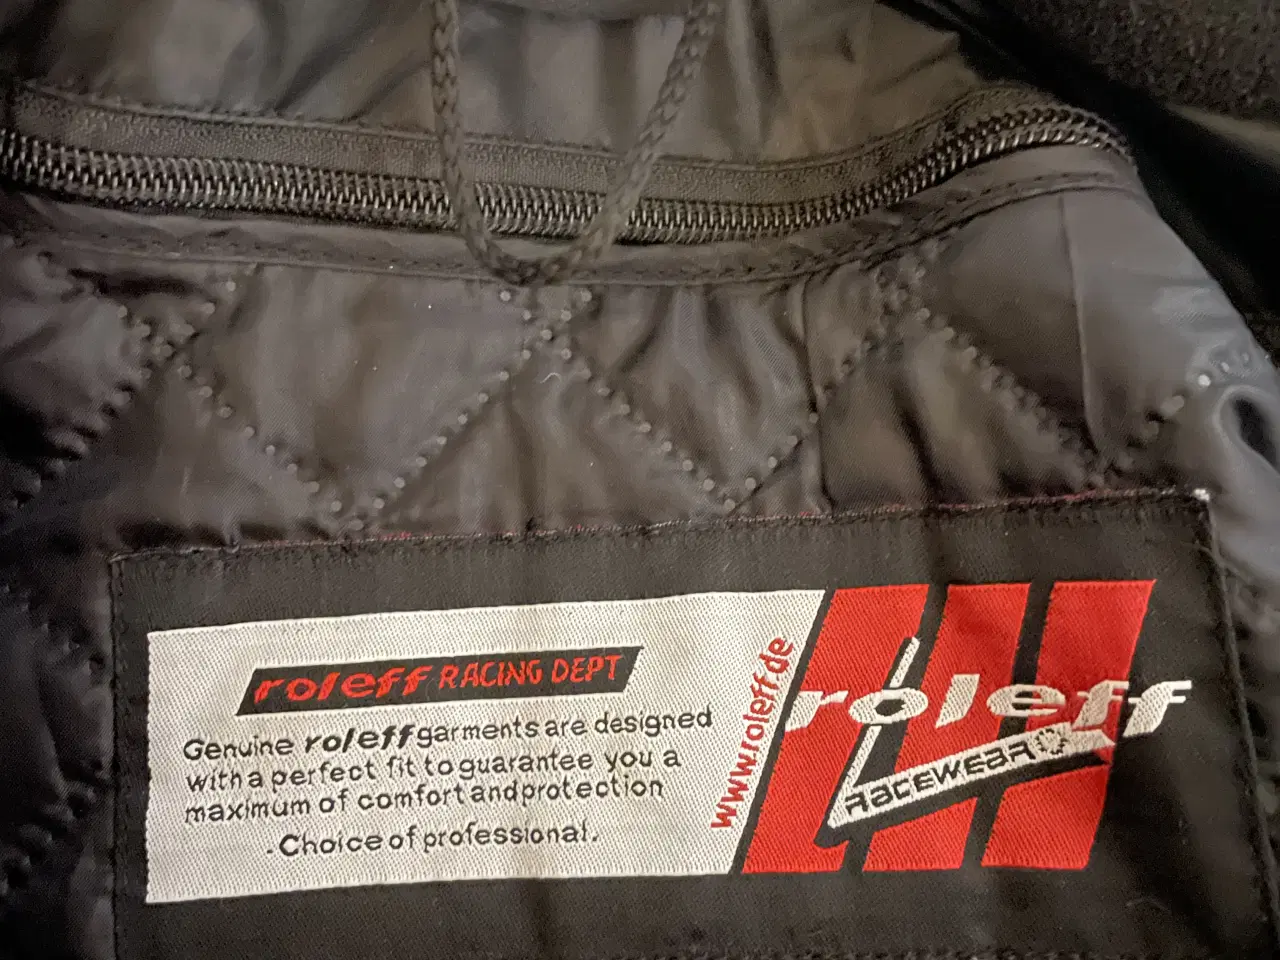 roleff RACING DEPT
Genuine roleff garments are designed
with a perfect fit to guarantee you a
maximum of comfort and protection
. Choice of professional.
www.roleff.de
roleff
RACEWEAR